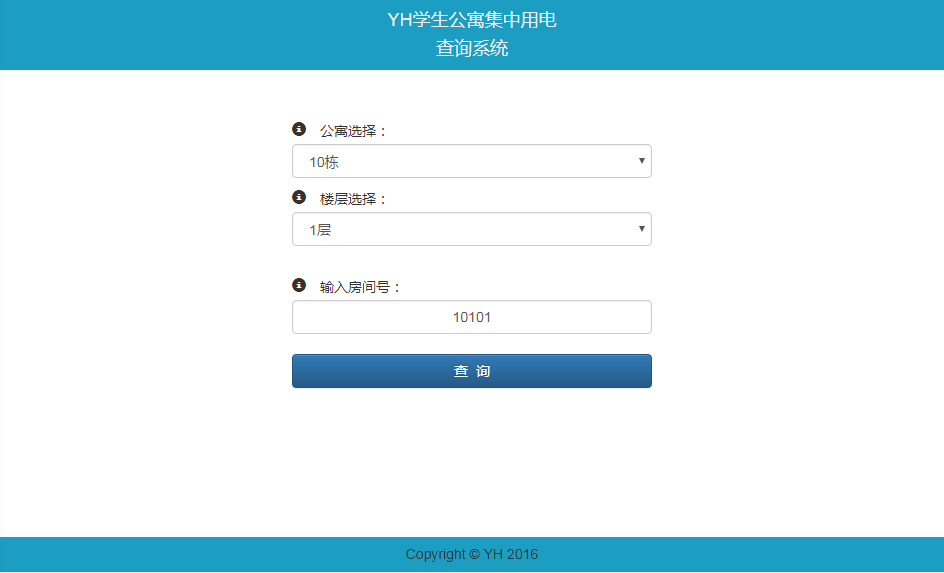 YH学生公寓集中用电
查询系统
公寓选择：
10栋
楼层选择：
1层
输入房间号：
10101
查 询
Copyright © YH 2016